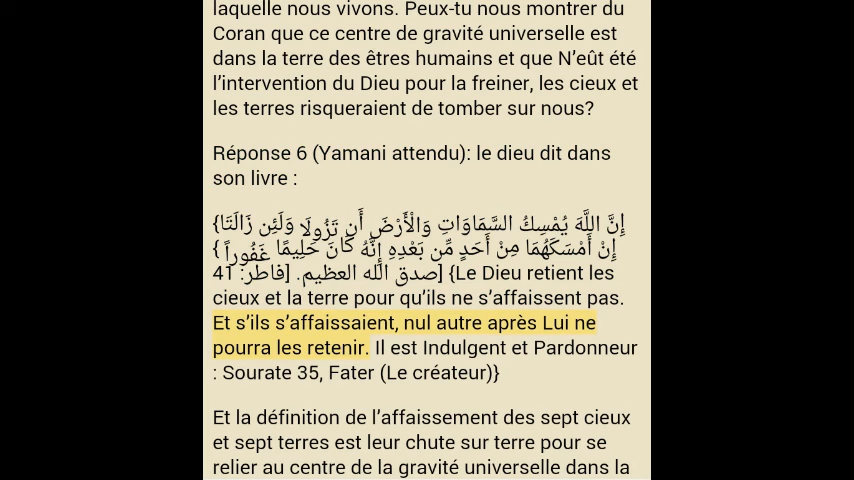 laquelle nous vivons. Peux-tu nous montrer du
Coran que ce centre de gravité universelle est
dans la terre des êtres humains et que N’eût été
l’intervention du Dieu pour la freiner, les cieux et
les terres risqueraient de tomber sur nous?
Réponse 6 (Yamani attendu): le dieu dit dans
son livre :
{إِنَّ اللَّهَ يُمْسِكُ السَّمَاوَاتِ وَالْأَرْضَ أَن تَزُولَا وَلَئِن زَالَتَا
إِنْ أَمْسَكَهُمَا مِنْ أَحَدٍ مِّن بَعْدِهِ إِنَّهُ كَانَ حَلِيمًا غَفُوراً }
صدق الله العظيم. [فاطر: 41] {Le Dieu retient les
cieux et la terre pour qu’ils ne s’affaissent pas.
Et s’ils s’affaissaient, nul autre après Lui ne
pourra les retenir. Il est Indulgent et Pardonneur
: Sourate 35, Fater (Le créateur)}
Et la définition de l’affaissement des sept cieux
et sept terres est leur chute sur terre pour se
relier au centre de la gravité universelle dans la